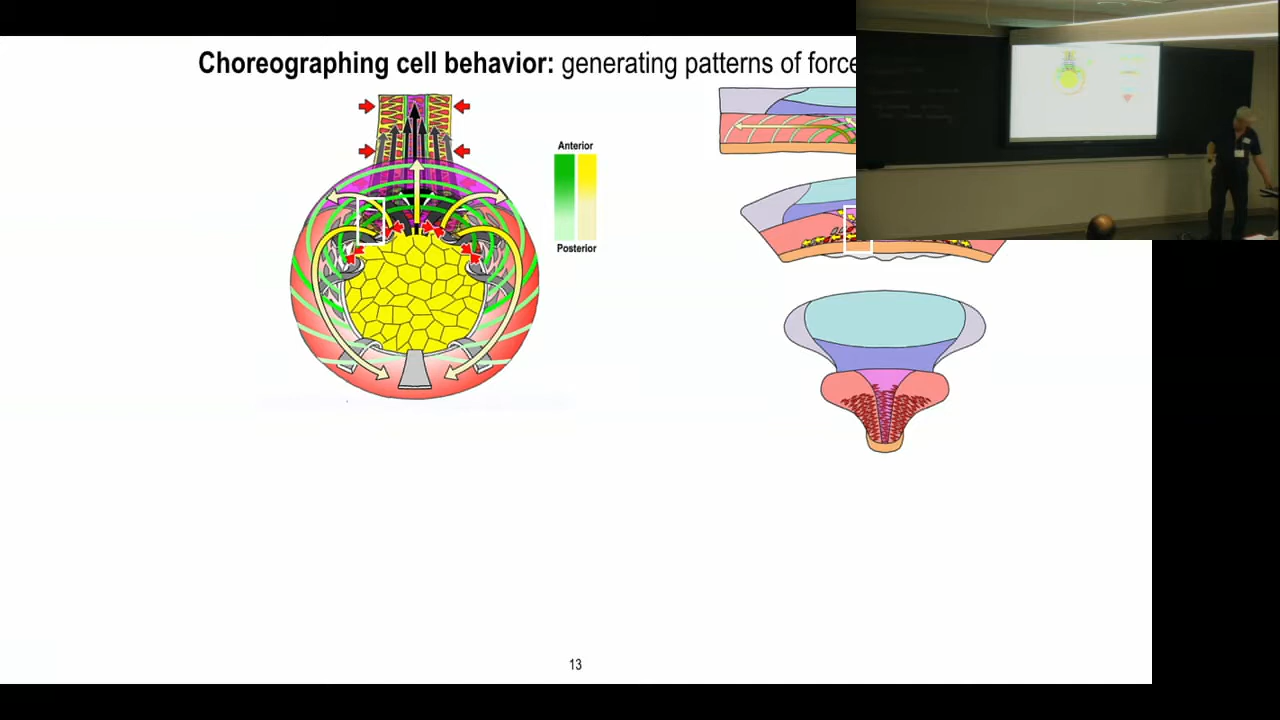 Choreographing cell behavior: generating patterns of force
Anterior
Posterior
13